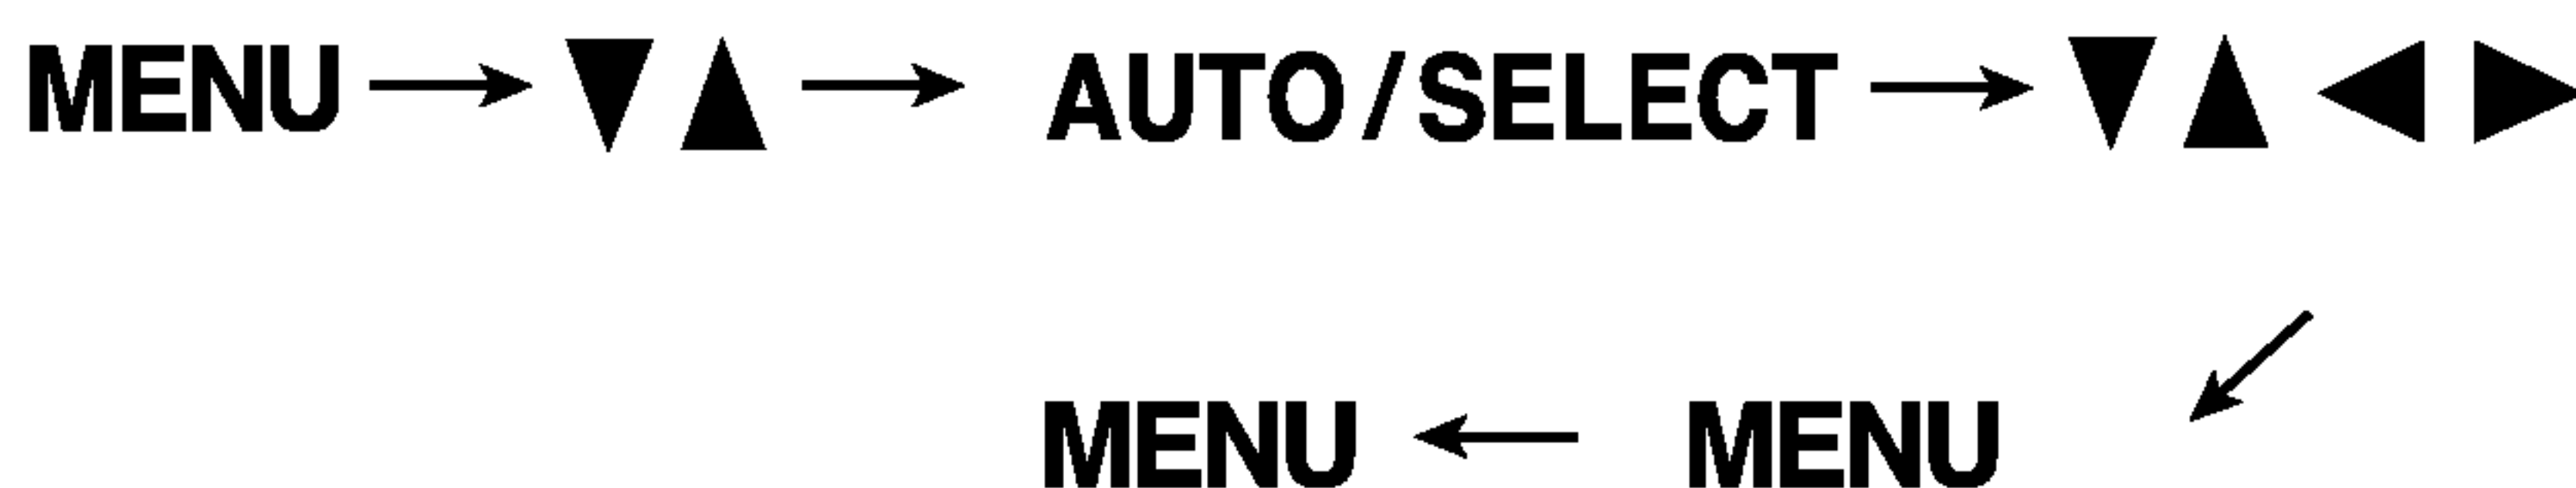 MENU → ▼ ▲ → AUTO/SELECT → ▼ ▲ ◀ ▶
↙
MENU ← MENU